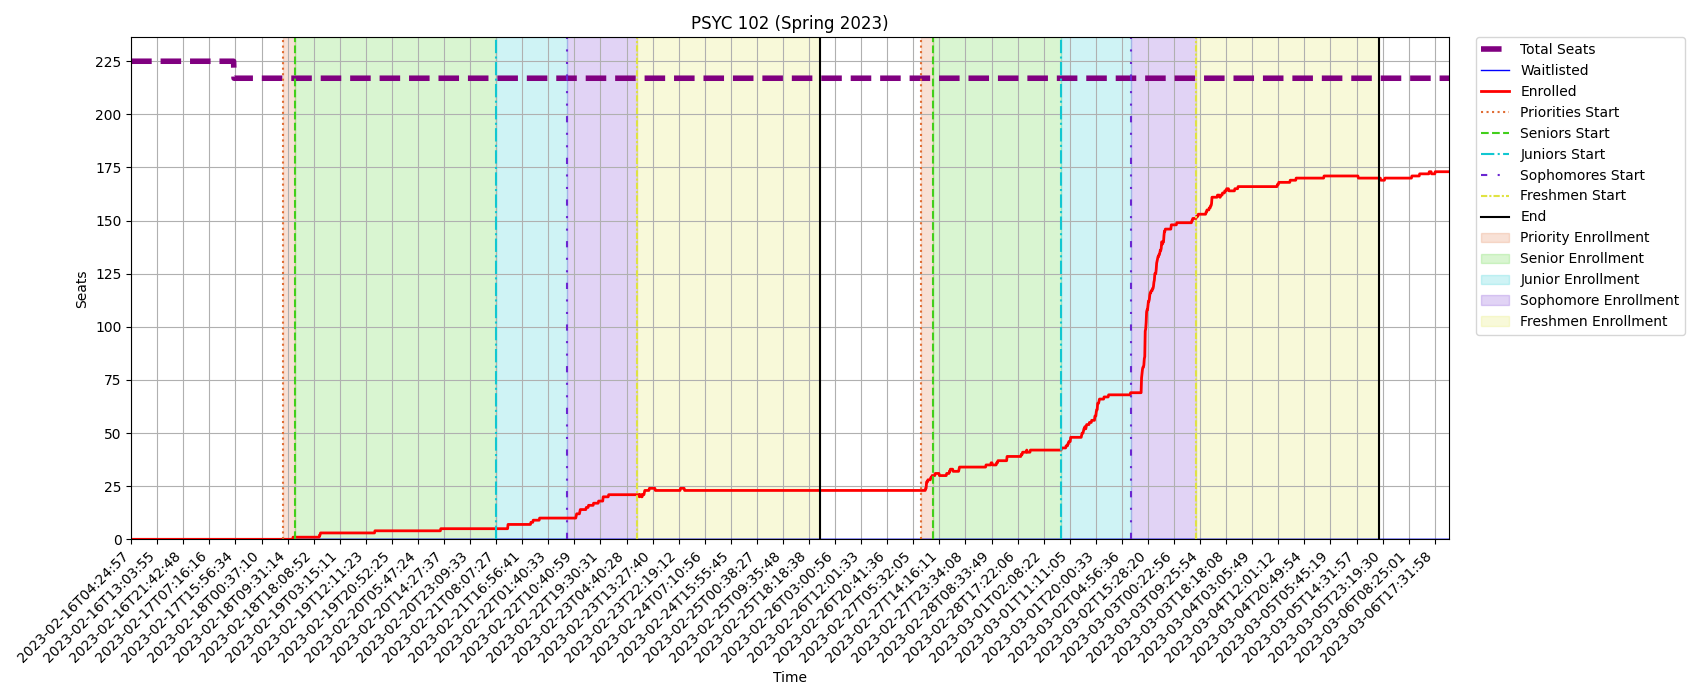 PSYC 102 (Spring 2023)
Seats
225
200
175
150
125
100
75
50
25
0
2023-02-16T04:24:57
2023-02-16T13:03:55
2023-02-16T21:42:48
2023-02-17T07:16:16
2023-02-17T15:56:34
2023-02-18T00:37:10
2023-02-18T09:31:14
2023-02-18T18:08:52
2023-02-19T03:15:11
2023-02-19T12:11:23
2023-02-19T20:52:25
2023-02-20T05:47:24
2023-02-20T14:27:37
2023-02-20T23:09:33
2023-02-21T08:07:27
2023-02-21T16:56:41
2023-02-22T01:40:33
2023-02-22T10:40:59
2023-02-22T19:30:31
2023-02-23T04:40:28
2023-02-23T13:27:40
2023-02-23T22:19:12
2023-02-24T07:10:56
2023-02-24T15:55:45
2023-02-25T00:38:27
2023-02-25T09:35:48
2023-02-25T18:18:38
2023-02-26T03:00:56
2023-02-26T12:01:33
2023-02-26T20:41:36
2023-02-27T05:32:05
2023-02-27T14:16:11
2023-02-27T23:34:08
2023-02-28T08:33:49
2023-02-28T17:22:06
2023-03-01T02:08:22
2023-03-01T11:11:05
2023-03-01T20:00:33
2023-03-02T04:56:36
2023-03-02T15:28:20
2023-03-03T00:22:56
2023-03-03T09:25:54
2023-03-03T18:18:08
2023-03-04T03:05:49
2023-03-04T12:01:12
2023-03-04T20:49:54
2023-03-05T05:45:19
2023-03-05T14:31:57
2023-03-05T23:19:30
2023-03-06T08:25:01
2023-03-06T17:31:58
Time
Total Seats
Waitlisted
Enrolled
Priorities Start
Seniors Start
Juniors Start
Sophomores Start
Freshmen Start
End
Priority Enrollment
Senior Enrollment
Junior Enrollment
Sophomore Enrollment
Freshmen Enrollment